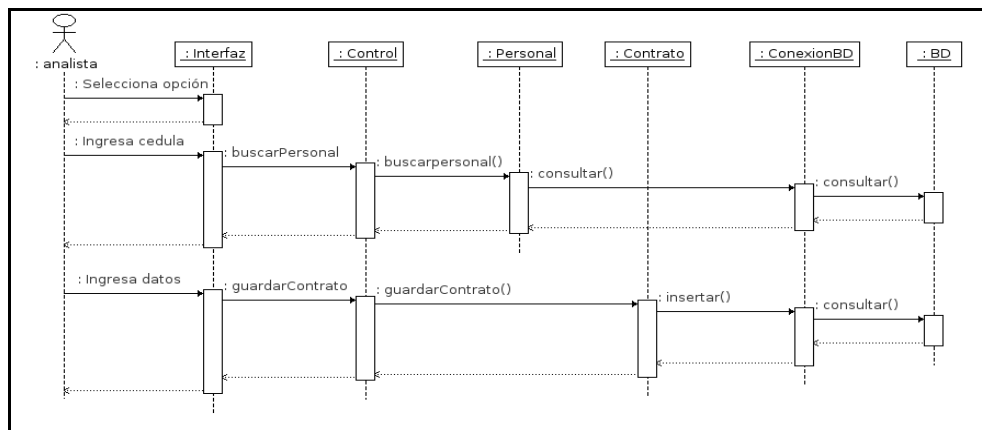 : Interfaz
: Control
: Personal
: Contrato
: ConexionBD
: BD
: analista
: Selecciona opción
: Ingresa cedula
: buscarPersonal
: buscarpersonal()
: consultar()
: consultar()
: Ingresa datos
: guardarContrato
: guardarContrato()
: insertar()
: consultar()